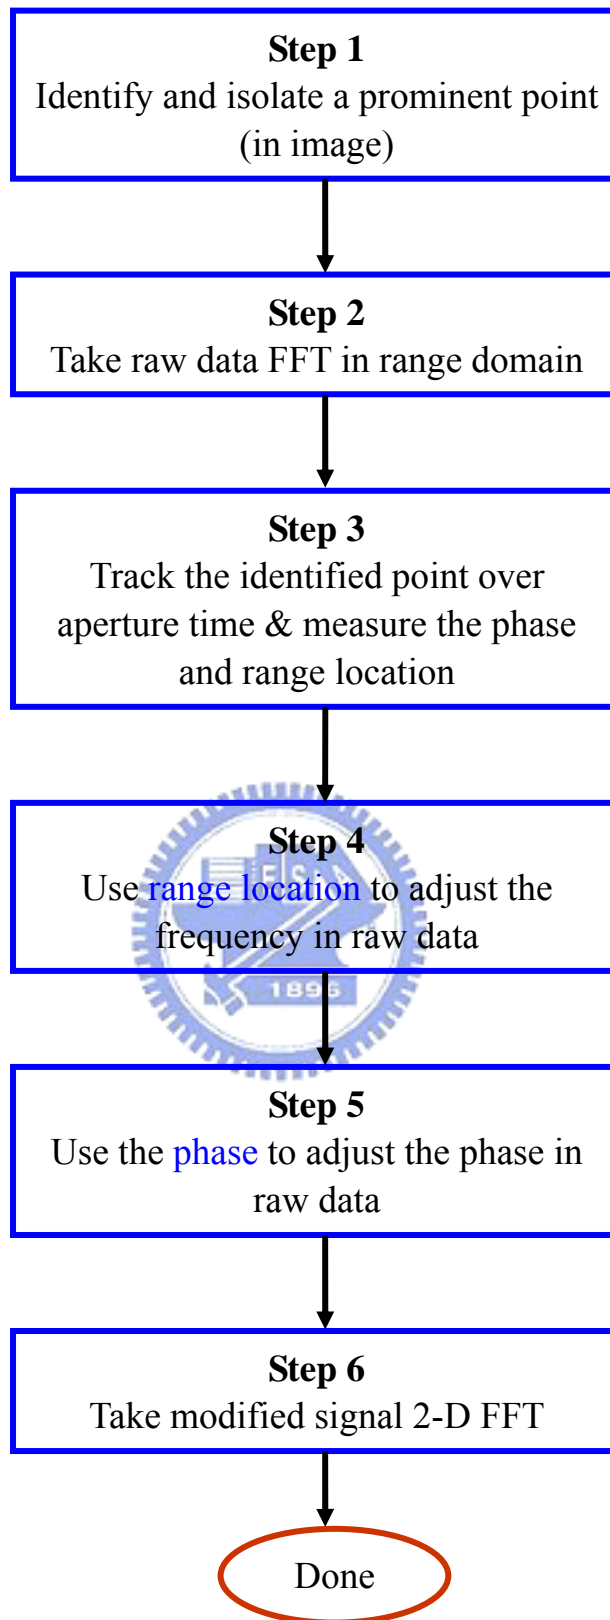 Step 1
Identify and isolate a prominent point
(in image)
Step 2
Take raw data FFT in range domain
Step 3
Track the identified point over
aperture time & measure the phase
and range location
Step 4
Use range location to adjust the
frequency in raw data
1896
Step 5
Use the phase to adjust the phase in
raw data
Step 6
Take modified signal 2-D FFT
Done